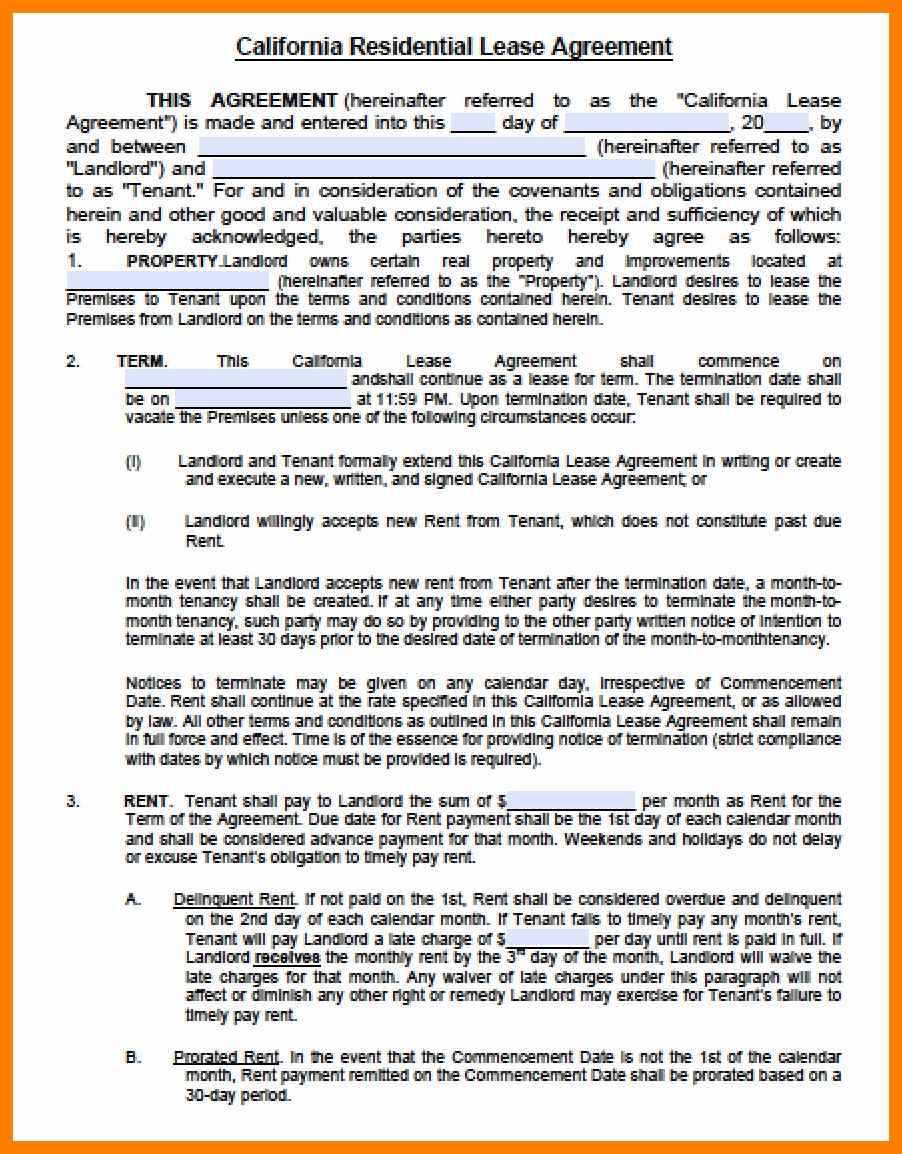 California Residential Lease Agreement
THIS AGREEMENT (hereinafter referred to as the "California Lease
Agreement") is made and entered into this ____ day of ________________, 20____, by
and between ____________________________________ (hereinafter referred to as
"Landlord") and _________________________________________ (hereinafter referred
to as "Tenant." For and in consideration of the covenants and obligations contained
herein and other good and valuable consideration, the receipt and sufficiency of which
is hereby acknowledged, the parties hereto hereby agree as follows:
1. PROPERTY. Landlord owns certain real property and improvements located at
______________________ (hereinafter referred to as the "Property"). Landlord desires to lease the
Premises to Tenant upon the terms and conditions contained herein. Tenant desires to lease the
Premises from Landlord on the terms and conditions as contained herein.
2. TERM. This California Lease Agreement shall commence on
________________________ andshall continue as a lease for term. The termination date shall
be on ___________________ at 11:59 PM. Upon termination date, Tenant shall be required to
vacate the Premises unless one of the following circumstances occur:
(I) Landlord and Tenant formally extend this California Lease Agreement in writing or create
and execute a new, written, and signed California Lease Agreement; or
(II) Landlord willingly accepts new Rent from Tenant, which does not constitute past due
Rent.
In the event that Landlord accepts new rent from Tenant after the termination date, a month-to-
month tenancy shall be created. If at any time either party desires to terminate the month-to-
month tenancy, such party may do so by providing to the other party written notice of intention to
terminate at least 30 days prior to the desired date of termination of the month-to-monthtenancy.
Notices to terminate may be given on any calendar day, irrespective of Commencement
Date. Rent shall continue at the rate specified in this California Lease Agreement, or as allowed
by law. All other terms and conditions as outlined in this California Lease Agreement shall remain
in full force and effect. Time is of the essence for providing notice of termination (strict compliance
with dates by which notice must be provided is required).
3. RENT. Tenant shall pay to Landlord the sum of $______________ per month as Rent for the
Term of the Agreement. Due date for Rent payment shall be the 1st day of each calendar month
and shall be considered advance payment for that month. Weekends and holidays do not delay
or excuse Tenant's obligation to timely pay rent.
A. Delinquent Rent. If not paid on the 1st, Rent shall be considered overdue and delinquent
on the 2nd day of each calendar month. If Tenant fails to timely pay any month's rent,
Tenant will pay Landlord a late charge of $_________ per day until rent is paid in full. If
Landlord receives the monthly rent by the 3rd day of the month, Landlord will waive the
late charges for that month. Any waiver of late charges under this paragraph will not
affect or diminish any other right or remedy Landlord may exercise for Tenant's failure to
timely pay rent.
B. Prorated Rent. In the event that the Commencement Date is not the 1st of the calendar
month, Rent payment remitted on the Commencement Date shall be prorated based on a
30-day period.